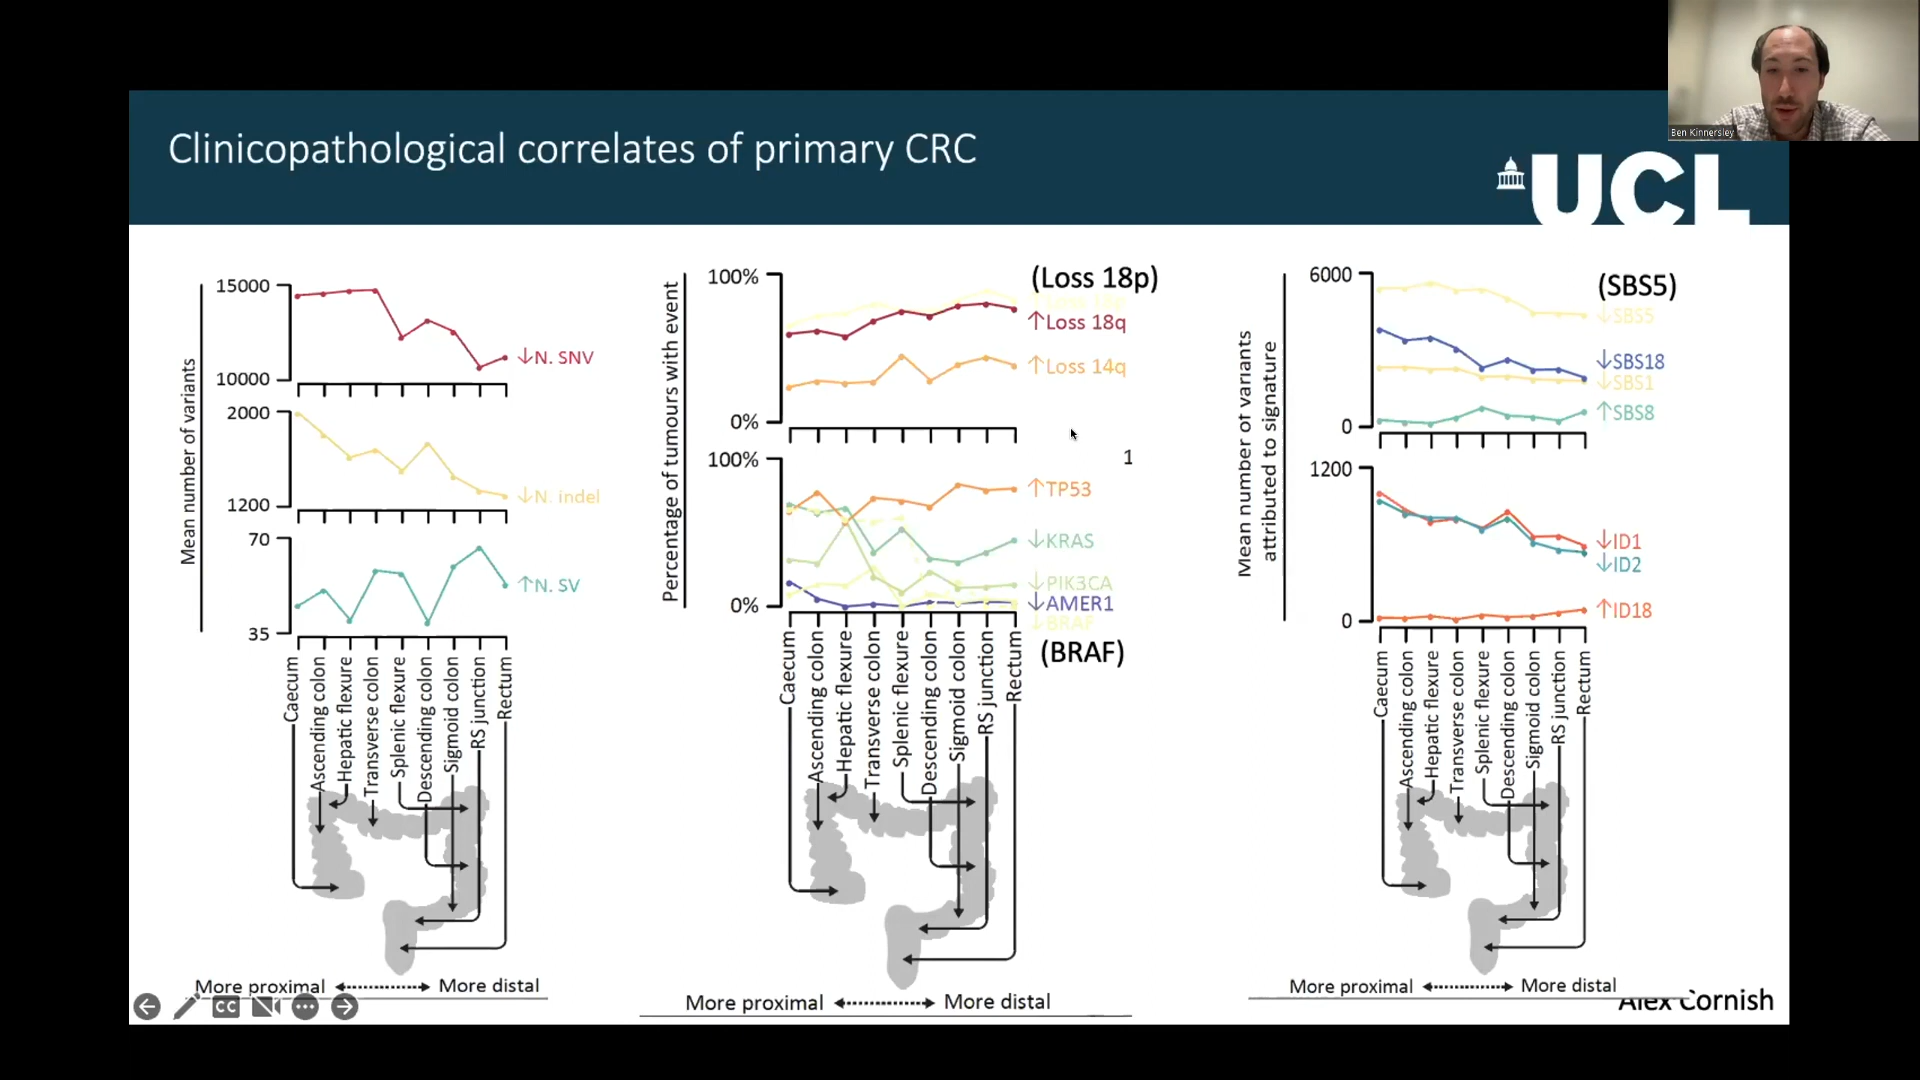 Ben Kinnersley
Clinicopathological correlates of primary CRC
UCL
Mean number of variants
15000
10000
↓N. SNV
2000
1200
↓N. indel
70
35
↑N. SV
Caecum
Ascending colon
Hepatic flexure
Transverse colon
Splenic flexure
Descending colon
Sigmoid colon
RS junction
Rectum
More proximal
More distal
Percentage of tumours with event
100%
0%
(Loss 18p)
↑Loss 18p
↑Loss 18q
↑Loss 14q
1
100%
0%
↑TP53
↓KRAS
↓PIK3CA
↓AMER1
↓BRAF
(BRAF)
Caecum
Ascending colon
Hepatic flexure
Transverse colon
Splenic flexure
Descending colon
Sigmoid colon
RS junction
Rectum
More proximal
More distal
Mean number of variants
attributed to signature
6000
0
(SBS5)
↓SBS5
↓SBS18
↓SBS1
↑SBS8
1200
0
↓ID1
↓ID2
↑ID18
Caecum
Ascending colon
Hepatic flexure
Transverse colon
Splenic flexure
Descending colon
Sigmoid colon
RS junction
Rectum
More proximal
More distal
Alex Cornish
CC